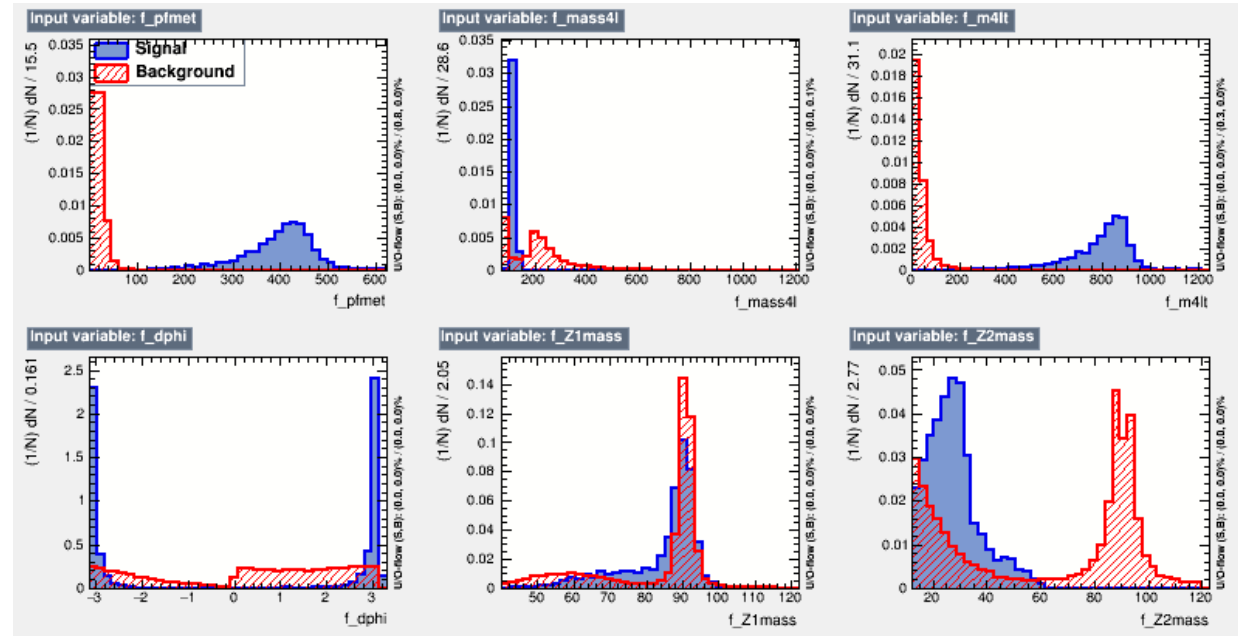 Input variable: f_pfmet
(1/N) dN / 15.5
0.035
0.03
0.025
0.02
0.015
0.01
0.005
0
Signal
Background
100 200 300 400 500 600
f_pfmet
U/O-flow (S,B): (0.0, 0.0)% / (0.8, 0.0)%
Input variable: f_mass4l
(1/N) dN / 28.6
0.035
0.03
0.025
0.02
0.015
0.01
0.005
0
200 400 600 800 1000 1200
f_mass4l
U/O-flow (S,B): (0.0, 0.0)% / (0.0, 0.1)%
Input variable: f_m4lt
(1/N) dN / 31.1
0.02
0.018
0.016
0.014
0.012
0.01
0.008
0.006
0.004
0.002
0
0 200 400 600 800 1000 1200
f_m4lt
U/O-flow (S,B): (0.0, 0.0)% / (0.3, 0.0)%
Input variable: f_dphi
(1/N) dN / 0.161
2.5
2
1.5
1
0.5
0
−3 −2 −1 0 1 2 3
f_dphi
U/O-flow (S,B): (0.0, 0.0)% / (0.0, 0.0)%
Input variable: f_Z1mass
(1/N) dN / 2.05
0.14
0.12
0.1
0.08
0.06
0.04
0.02
0
50 60 70 80 90 100 110 120
f_Z1mass
U/O-flow (S,B): (0.0, 0.0)% / (0.0, 0.0)%
Input variable: f_Z2mass
(1/N) dN / 2.77
0.05
0.04
0.03
0.02
0.01
0
20 40 60 80 100 120
f_Z2mass
U/O-flow (S,B): (0.0, 0.0)% / (0.0, 0.0)%